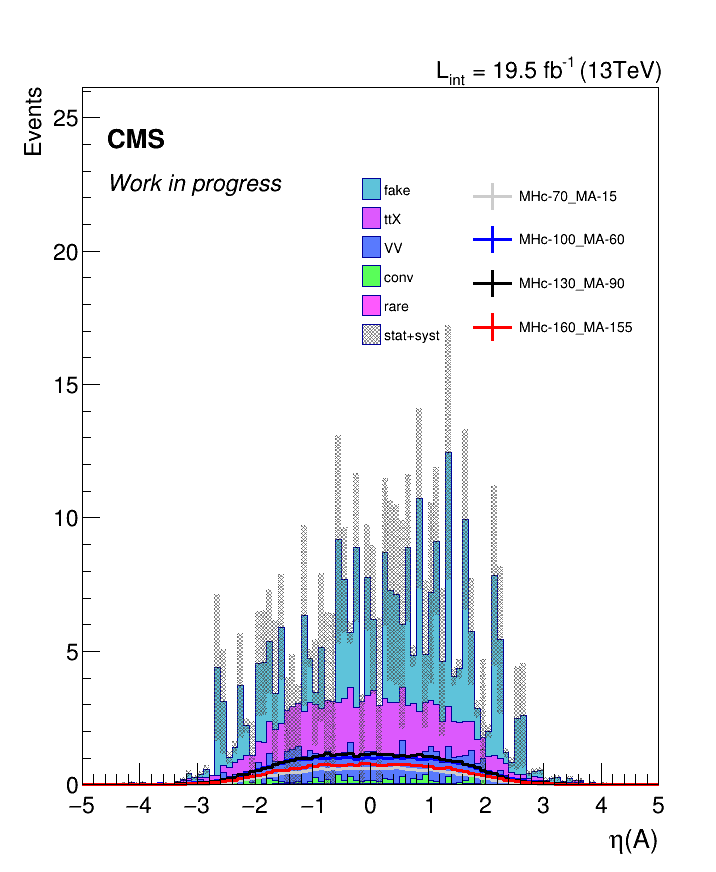 L_int = 19.5 fb^-1 (13TeV)
Events
25
CMS
Work in progress
fake
MHc-70_MA-15
ttX
VV
MHc-100_MA-60
conv
MHc-130_MA-90
rare
stat+syst
MHc-160_MA-155
20
15
10
5
0
−5 −4 −3 −2 −1 0 1 2 3 4 5
η(A)